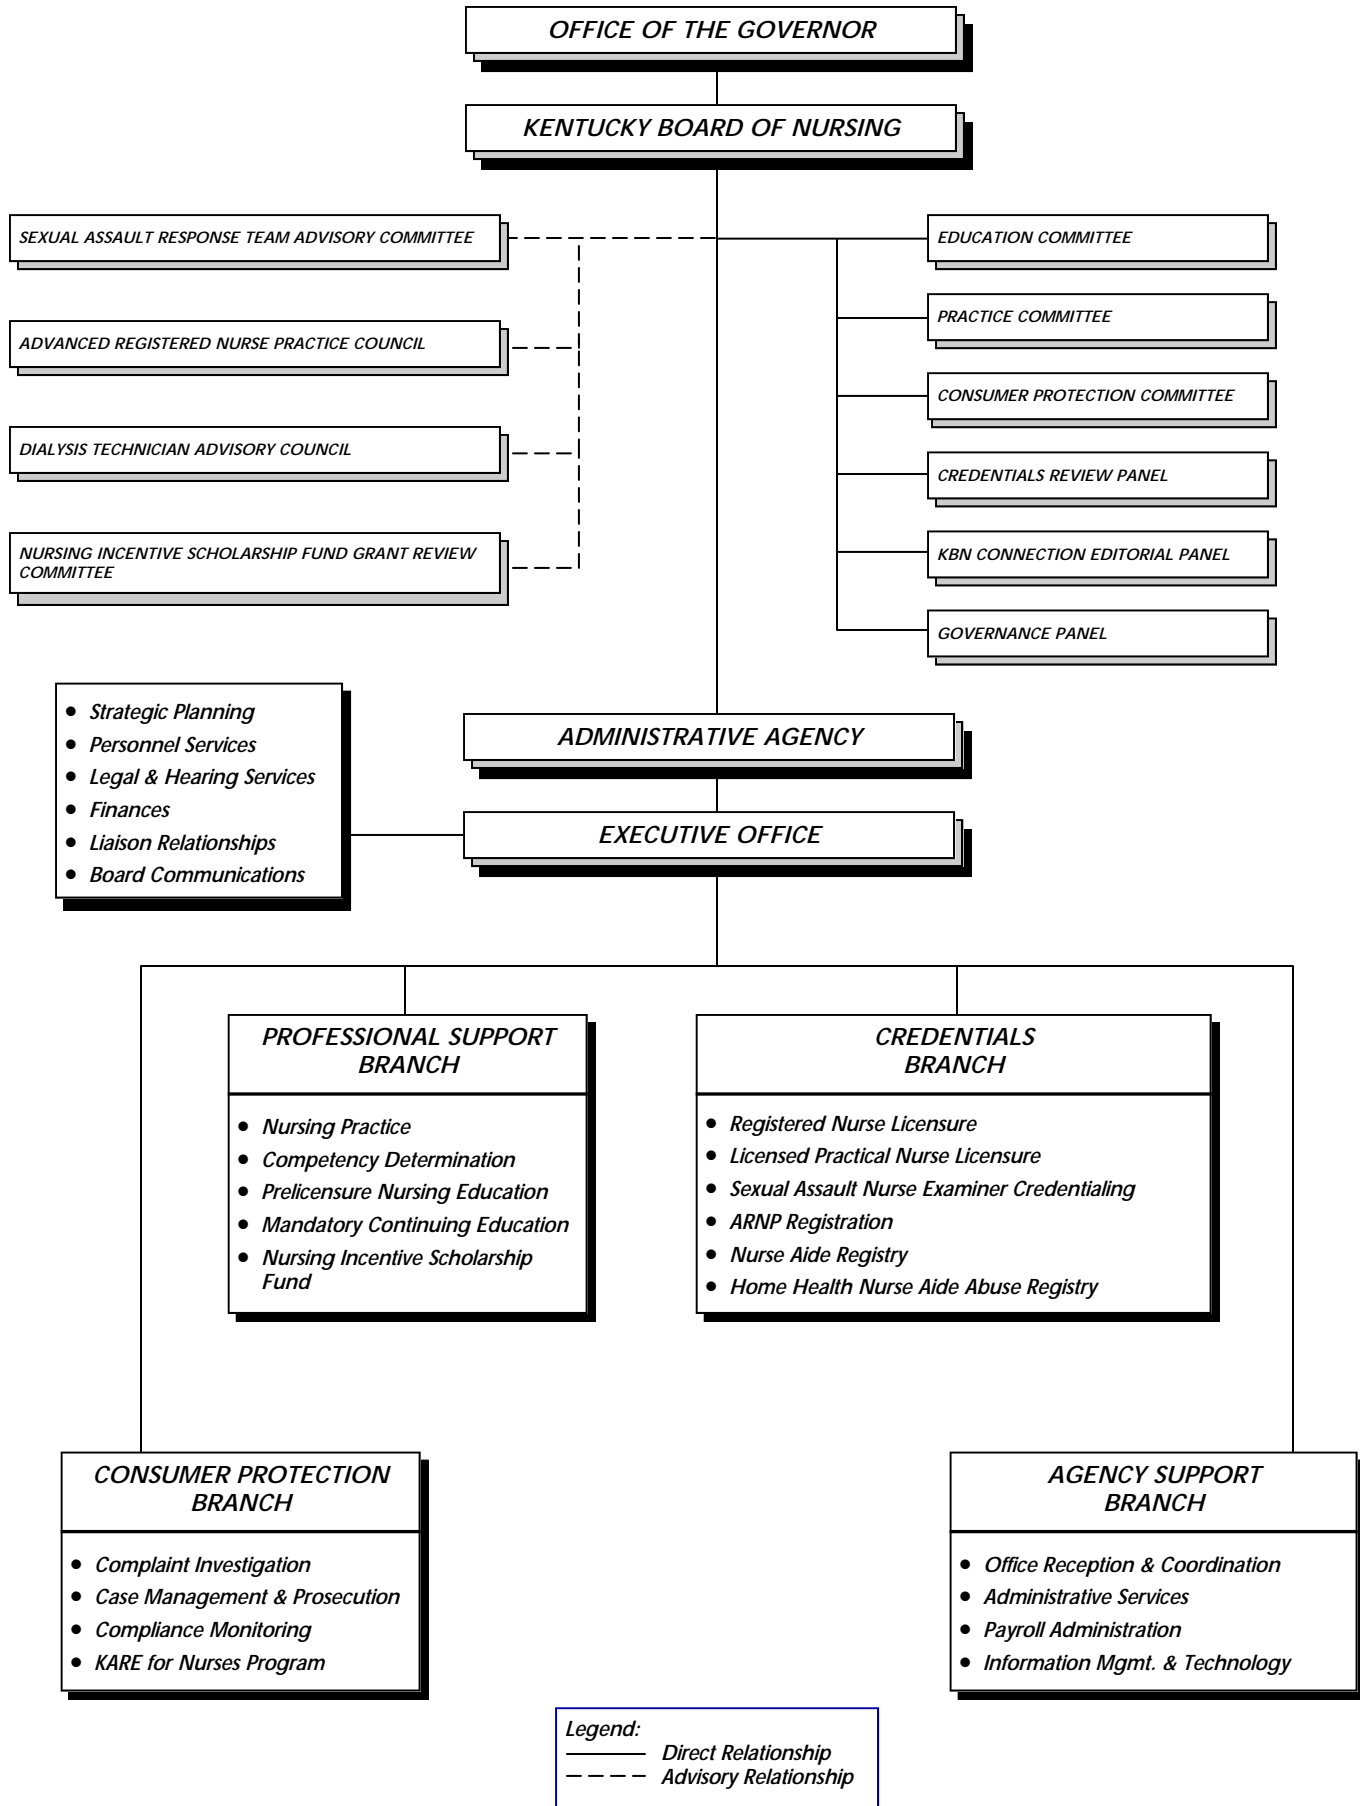 OFFICE OF THE GOVERNOR
KENTUCKY BOARD OF NURSING
SEXUAL ASSAULT RESPONSE TEAM ADVISORY COMMITTEE
ADVANCED REGISTERED NURSE PRACTICE COUNCIL
DIALYSIS TECHNICIAN ADVISORY COUNCIL
NURSING INCENTIVE SCHOLARSHIP FUND GRANT REVIEW
COMMITTEE
EDUCATION COMMITTEE
PRACTICE COMMITTEE
CONSUMER PROTECTION COMMITTEE
CREDENTIALS REVIEW PANEL
KBN CONNECTION EDITORIAL PANEL
GOVERNANCE PANEL
• Strategic Planning
• Personnel Services
• Legal & Hearing Services
• Finances
• Liaison Relationships
• Board Communications
ADMINISTRATIVE AGENCY
EXECUTIVE OFFICE
PROFESSIONAL SUPPORT
BRANCH
• Nursing Practice
• Competency Determination
• Prelicensure Nursing Education
• Mandatory Continuing Education
• Nursing Incentive Scholarship
Fund
CREDENTIALS
BRANCH
• Registered Nurse Licensure
• Licensed Practical Nurse Licensure
• Sexual Assault Nurse Examiner Credentialing
• ARNP Registration
• Nurse Aide Registry
• Home Health Nurse Aide Abuse Registry
CONSUMER PROTECTION
BRANCH
• Complaint Investigation
• Case Management & Prosecution
• Compliance Monitoring
• KARE for Nurses Program
AGENCY SUPPORT
BRANCH
• Office Reception & Coordination
• Administrative Services
• Payroll Administration
• Information Mgmt. & Technology
Legend:
Direct Relationship
Advisory Relationship